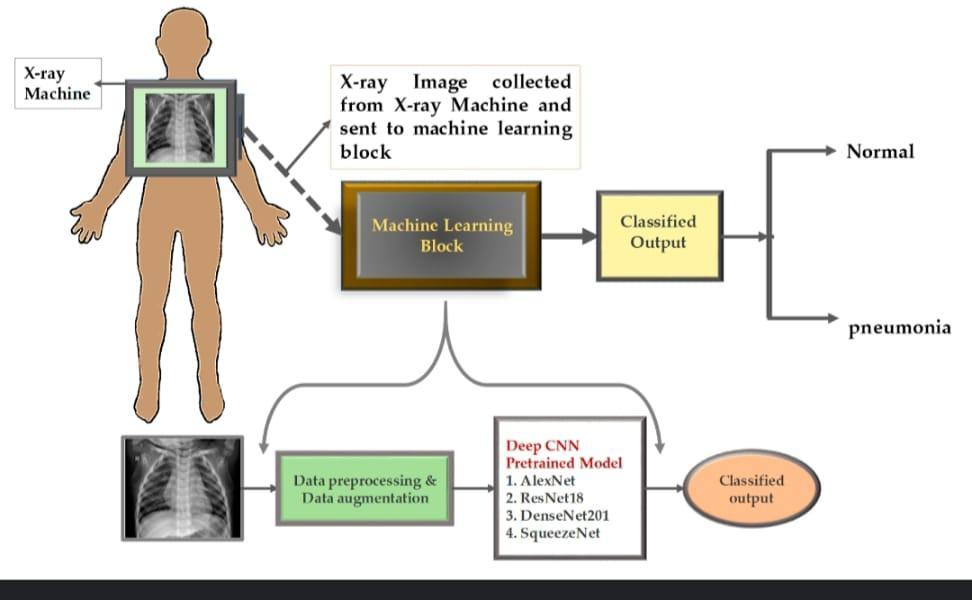 X-ray
Machine
X-ray Image collected
from X-ray Machine and
sent to machine learning
block
Normal
Machine Learning
Block
Classified
Output
pneumonia
Data preprocessing &
Data augmentation
Deep CNN
Pretrained Model
1. AlexNet
2. ResNet18
3. DenseNet201
4. SqueezeNet
Classified
output